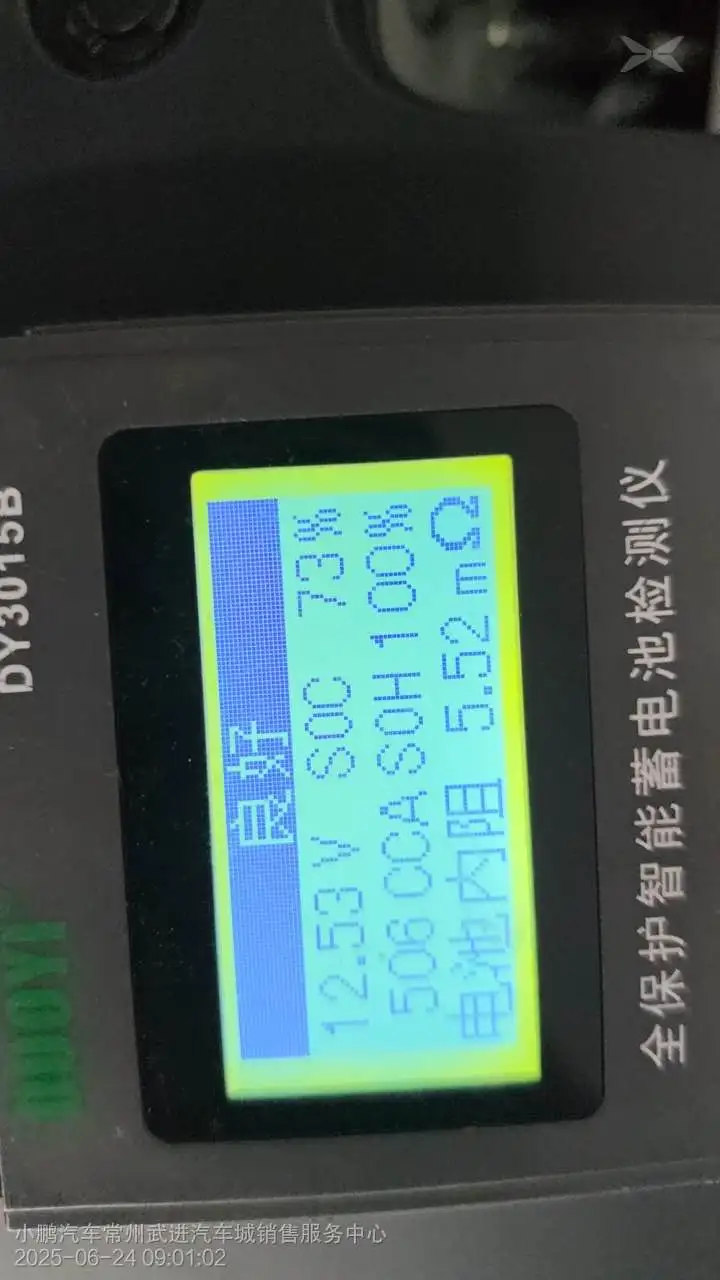 DUOYI
DY3015B
良好
12.53 V SOC 73%
506 CCA SOH 100%
电池内阻 5.52mΩ
全保护智能蓄电池检测仪
小鹏汽车常州武进汽车城销售服务中心
2025-06-24 09:01:02